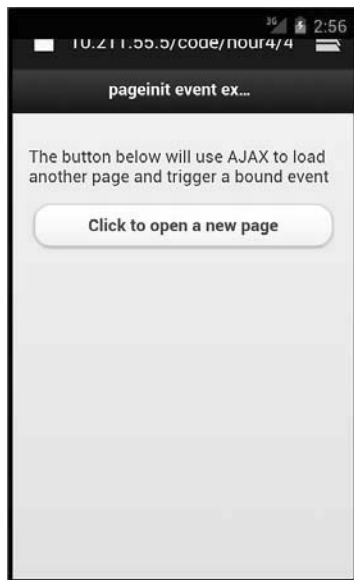 3G 2:56
10.211.55.5/code/hour4/4
pageinit event ex...
The button below will use AJAX to load
another page and trigger a bound event
Click to open a new page